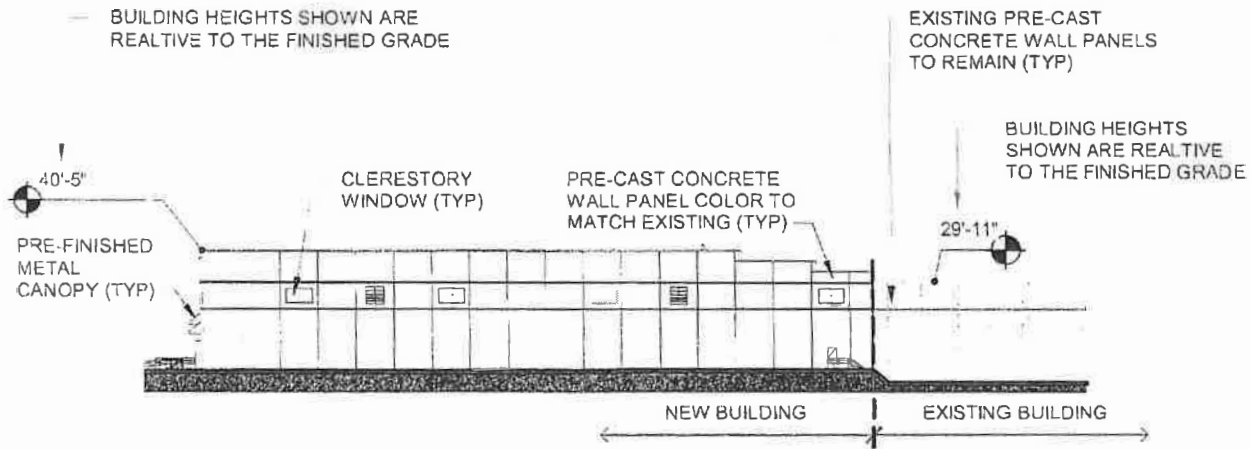 BUILDING HEIGHTS SHOWN ARE
REALTIVE TO THE FINISHED GRADE
EXISTING PRE-CAST
CONCRETE WALL PANELS
TO REMAIN (TYP)
BUILDING HEIGHTS
SHOWN ARE REALTIVE
TO THE FINISHED GRADE
40'-5"
CLERESTORY
WINDOW (TYP)
PRE-CAST CONCRETE
WALL PANEL COLOR TO
MATCH EXISTING (TYP)
29'-11"
PRE-FINISHED
METAL
CANOPY (TYP)
NEW BUILDING
EXISTING BUILDING